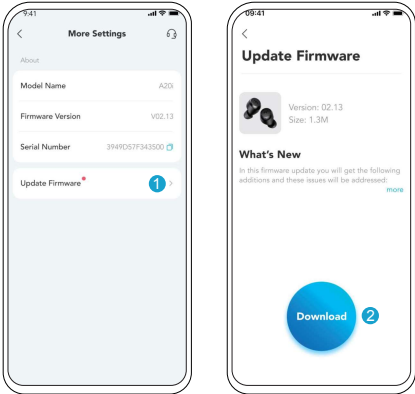 9:41
More Settings
About
Model Name A20i
Firmware Version V02.13
Serial Number 3949D57F343500
Update Firmware 1
09:41
Update Firmware
Version: 02.13
Size: 1.3M
What's New
In this firmware update you will get the following
additions and these issues will be addressed:
more
Download 2